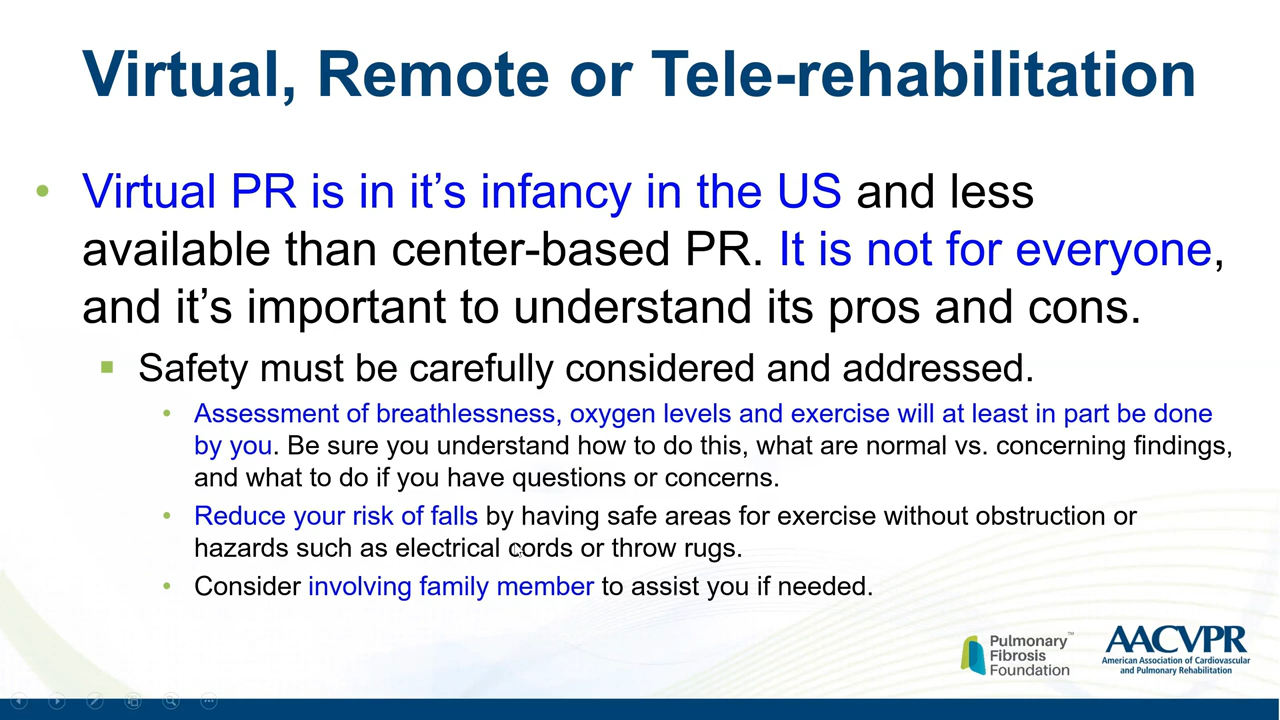 Virtual, Remote or Tele-rehabilitation
• Virtual PR is in it’s infancy in the US and less
available than center-based PR. It is not for everyone,
and it’s important to understand its pros and cons.
▪ Safety must be carefully considered and addressed.
• Assessment of breathlessness, oxygen levels and exercise will at least in part be done
by you. Be sure you understand how to do this, what are normal vs. concerning findings,
and what to do if you have questions or concerns.
• Reduce your risk of falls by having safe areas for exercise without obstruction or
hazards such as electrical cords or throw rugs.
• Consider involving family member to assist you if needed.
Pulmonary
Fibrosis
Foundation™
AACVPR
American Association of Cardiovascular
and Pulmonary Rehabilitation